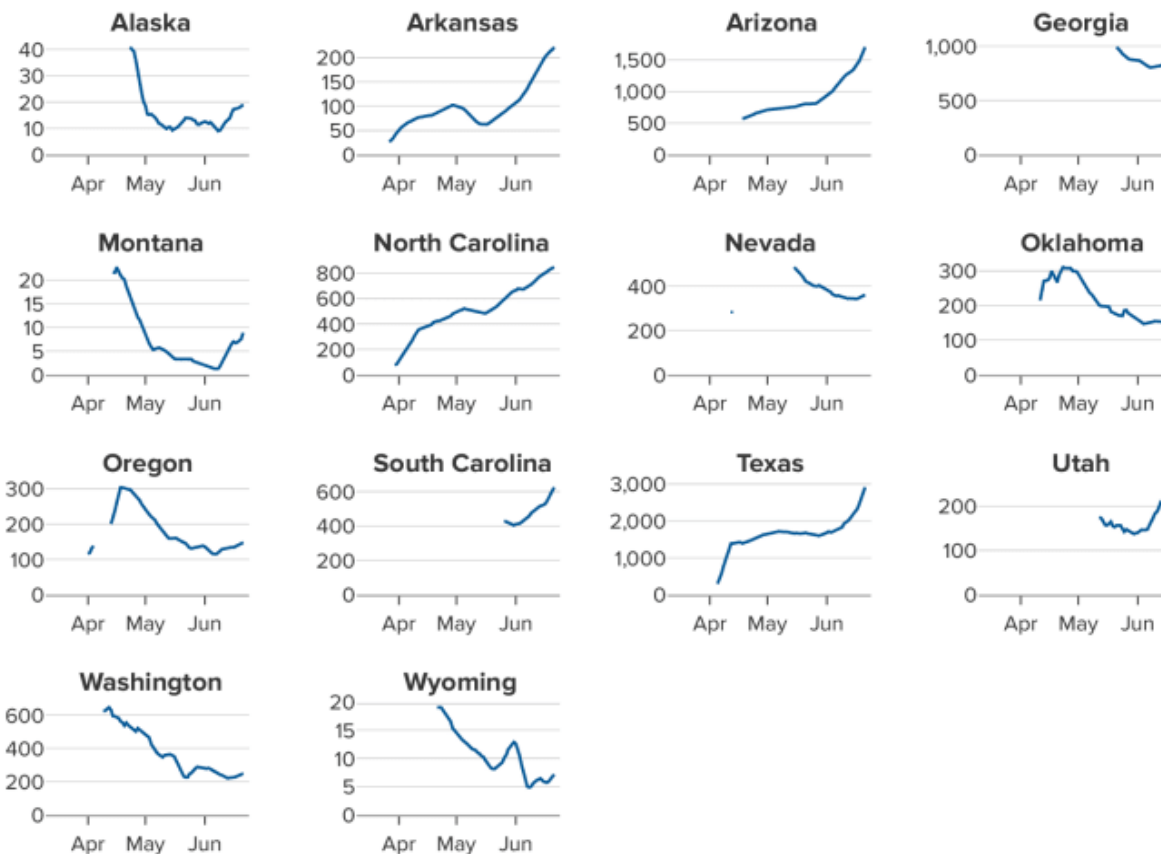 Alaska
40
30
20
10
0
Apr May Jun
Arkansas
200
150
100
50
0
Apr May Jun
Arizona
1,500
1,000
500
0
Apr May Jun
Georgia
1,000
500
0
Apr May Jun
Montana
20
15
10
5
0
Apr May Jun
North Carolina
800
600
400
200
0
Apr May Jun
Nevada
400
200
0
Apr May Jun
Oklahoma
300
200
100
0
Apr May Jun
Oregon
300
200
100
0
Apr May Jun
South Carolina
600
400
200
0
Apr May Jun
Texas
3,000
2,000
1,000
0
Apr May Jun
Utah
200
100
0
Apr May Jun
Washington
600
400
200
0
Apr May Jun
Wyoming
20
15
10
5
0
Apr May Jun